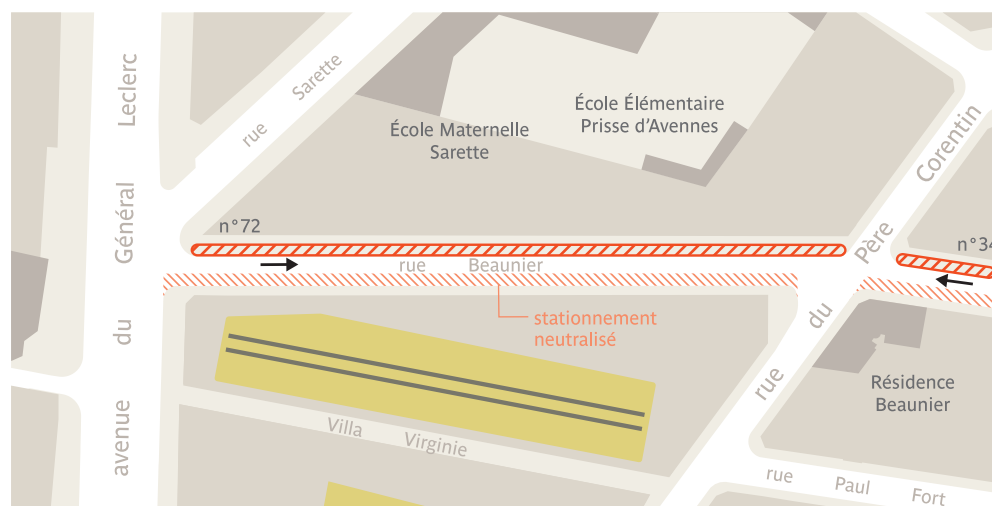 avenue du Général Leclerc
rue Sarette
École Maternelle
Sarette
École Élémentaire
Prisse d'Avennes
rue du Père Corentin
n°72
n°34
rue Beaunier
stationnement
neutralisé
Résidence
Beaunier
Villa Virginie
rue Paul Fort